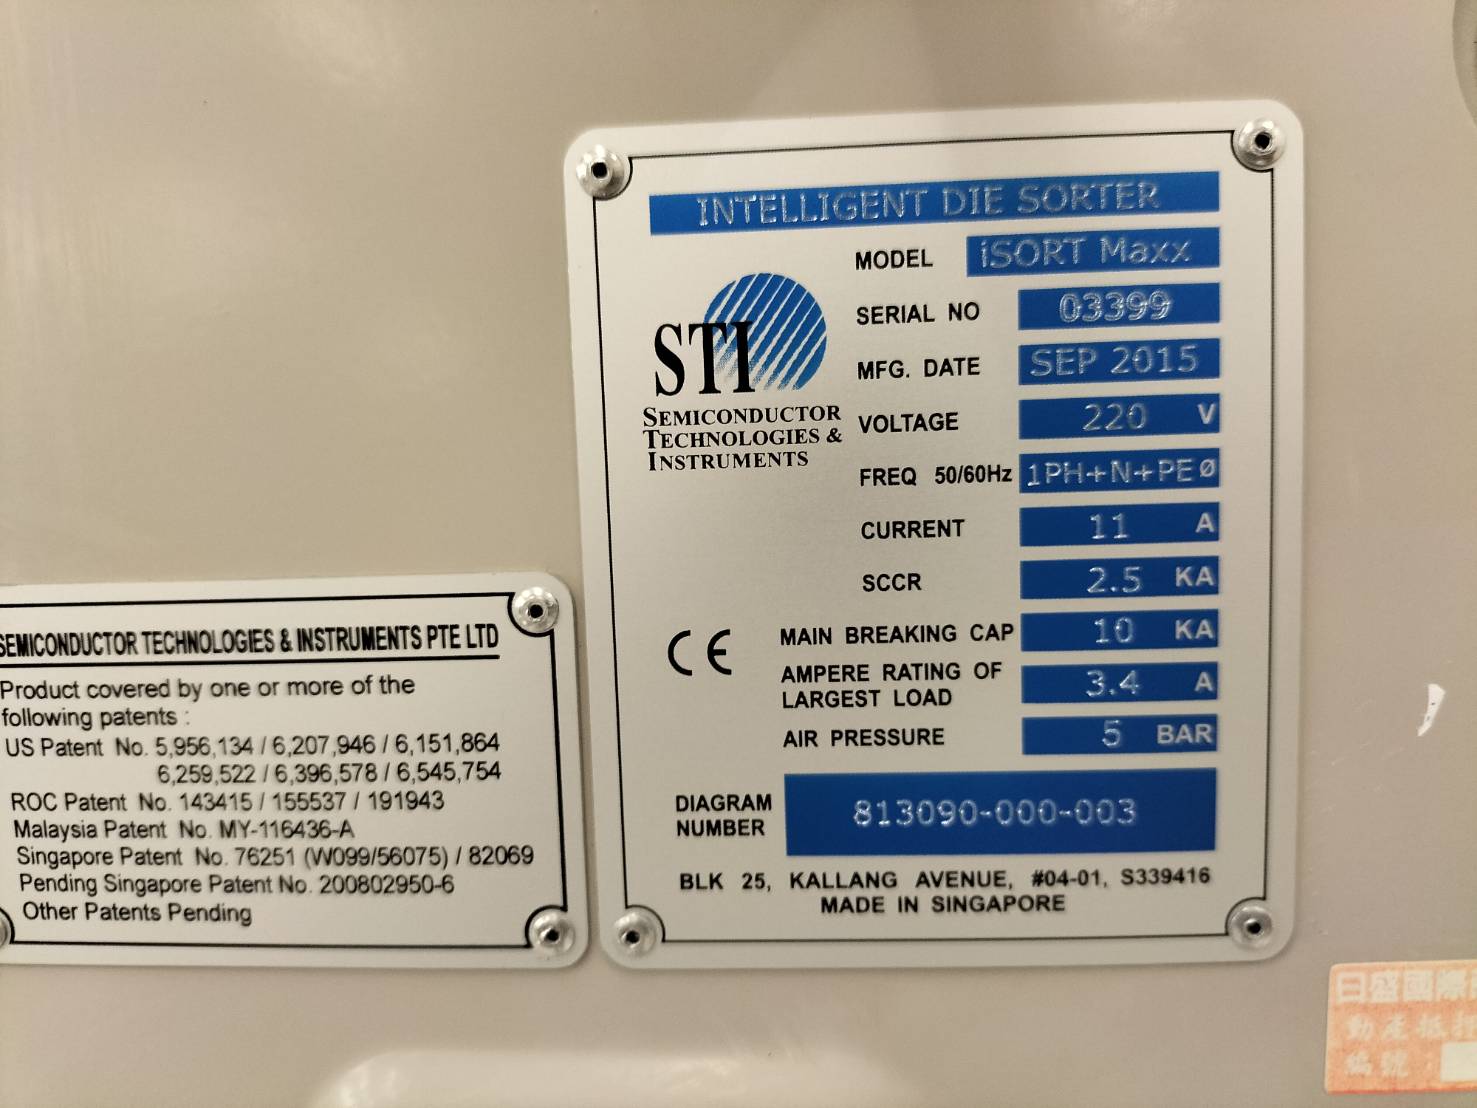 INTELLIGENT DIE SORTER
MODEL iSORT Maxx
SERIAL NO 03399
MFG. DATE SEP 2015
VOLTAGE 220 V
FREQ 50/60Hz 1PH+N+PE Ø
CURRENT 11 A
SCCR 2.5 KA
MAIN BREAKING CAP 10 KA
AMPERE RATING OF
LARGEST LOAD 3.4 A
AIR PRESSURE 5 BAR
DIAGRAM
NUMBER 813090-000-003
BLK 25, KALLANG AVENUE, #04-01, S339416
MADE IN SINGAPORE
STI
SEMICONDUCTOR
TECHNOLOGIES &
INSTRUMENTS
CE
SEMICONDUCTOR TECHNOLOGIES & INSTRUMENTS PTE LTD
Product covered by one or more of the
following patents :
US Patent No. 5,956,134 / 6,207,946 / 6,151,864
6,259,522 / 6,396,578 / 6,545,754
ROC Patent No. 143415 / 155537 / 191943
Malaysia Patent No. MY-116436-A
Singapore Patent No. 76251 (W099/56075) / 82069
Pending Singapore Patent No. 200802950-6
Other Patents Pending
日盛國際
動產抵押
編號：